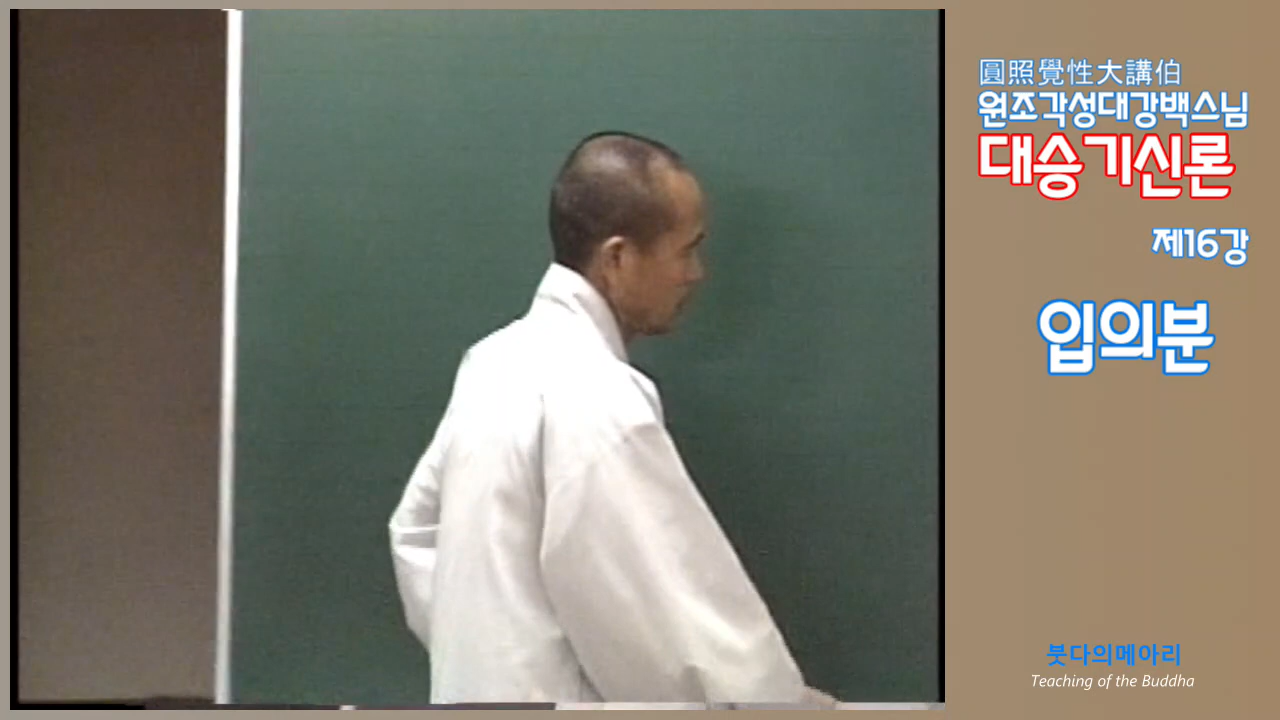 圓照覺性大講伯
원조각성대강백스님
대승기신론
제16강
입의분
붓다의메아리
Teaching of the Buddha